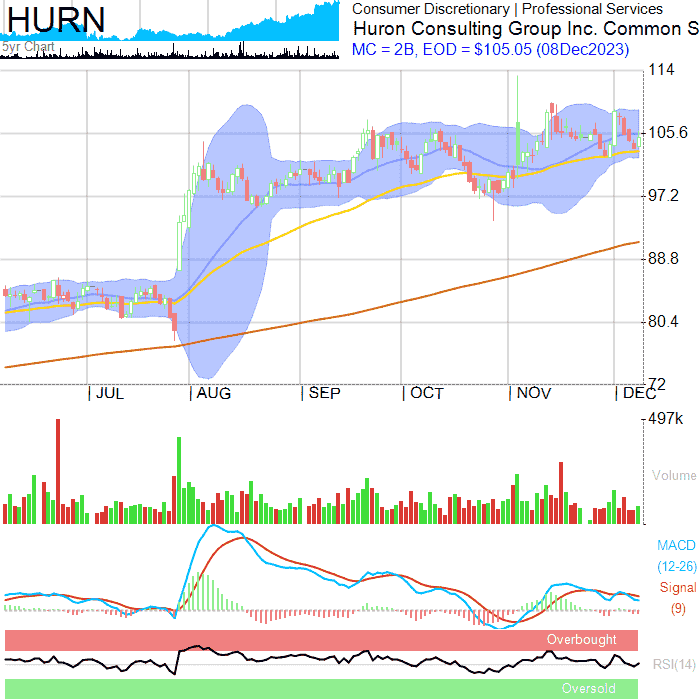 HURN
5yr Chart
Consumer Discretionary | Professional Services
Huron Consulting Group Inc. Common S
MC = 2B, EOD = $105.05 (08Dec2023)
114
105.6
97.2
88.8
80.4
72
JUL AUG SEP OCT NOV DEC
497k
Volume
MACD
(12-26)
Signal
(9)
Overbought
RSI(14)
Oversold